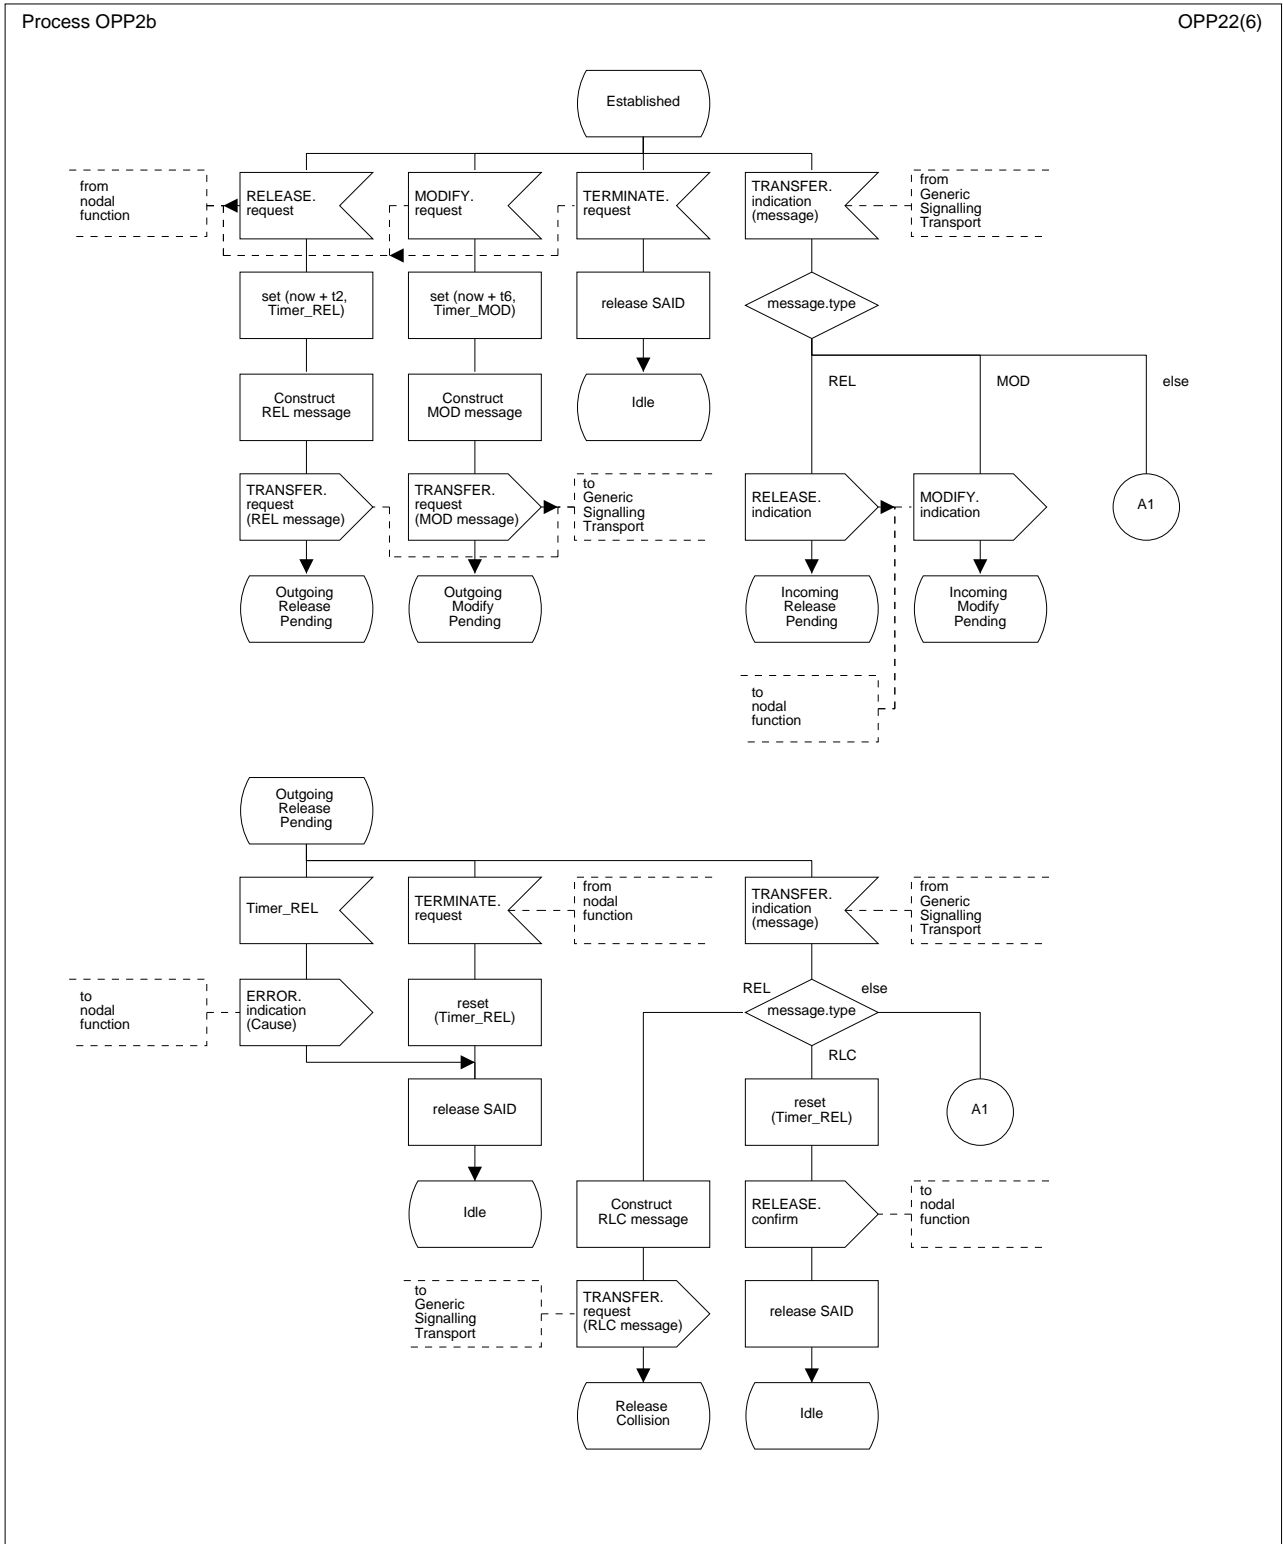 Process OPP2b
OPP22(6)
Established
from
nodal
function
RELEASE.
request
MODIFY.
request
TERMINATE.
request
TRANSFER.
indication
(message)
from
Generic
Signalling
Transport
set (now + t2,
Timer_REL)
set (now + t6,
Timer_MOD)
release SAID
message.type
REL
MOD
else
Construct
REL message
Construct
MOD message
Idle
TRANSFER.
request
(REL message)
TRANSFER.
request
(MOD message)
to
Generic
Signalling
Transport
RELEASE.
indication
MODIFY.
indication
A1
Outgoing
Release
Pending
Outgoing
Modify
Pending
Incoming
Release
Pending
Incoming
Modify
Pending
to
nodal
function
Outgoing
Release
Pending
Timer_REL
TERMINATE.
request
from
nodal
function
TRANSFER.
indication
(message)
from
Generic
Signalling
Transport
to
nodal
function
ERROR.
indication
(Cause)
reset
(Timer_REL)
REL
else
message.type
RLC
release SAID
reset
(Timer_REL)
A1
Idle
Construct
RLC message
RELEASE.
confirm
to
nodal
function
to
Generic
Signalling
Transport
TRANSFER.
request
(RLC message)
release SAID
Release
Collision
Idle